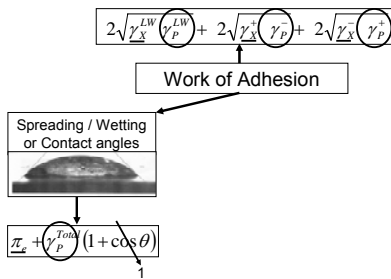 2√(γ_X^{LW} γ_P^{LW}) + 2√(γ_X^+ γ_P^-) + 2√(γ_X^- γ_P^+)
Work of Adhesion
Spreading / Wetting
or Contact angles
π_e + γ_P^{Total} (1 + cos θ)
1